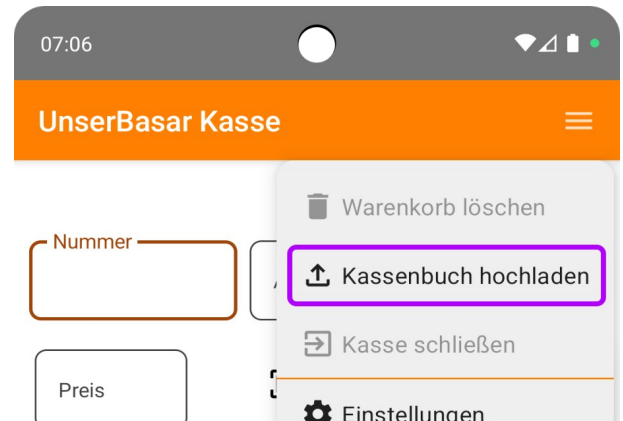 07:06
UnserBasar Kasse
Warenkorb löschen
Nummer
Kassenbuch hochladen
Kasse schließen
Preis
Einstellungen